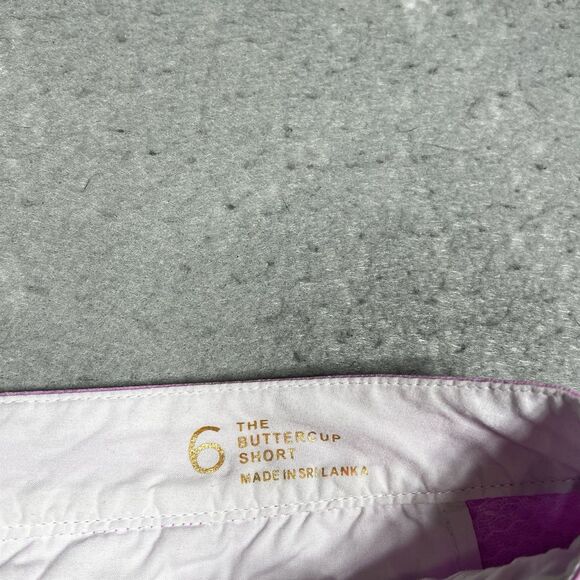 6
THE
BUTTERCUP
SHORT
MADE IN SRI LANKA